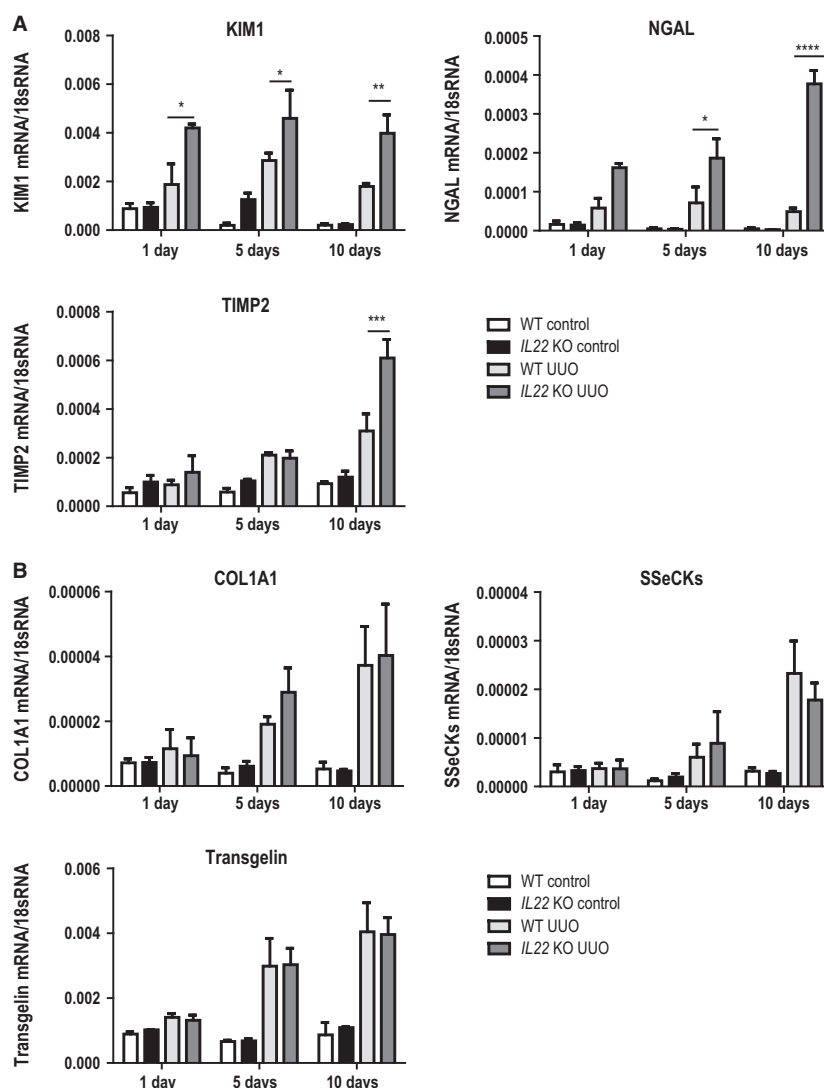 A
KIM1
KIM1 mRNA/18sRNA
0.008
0.006
0.004
0.002
0.000
*
*
**
1 day
5 days
10 days
NGAL
NGAL mRNA/18sRNA
0.0005
0.0004
0.0003
0.0002
0.0001
0.0000
*
****
1 day
5 days
10 days
TIMP2
TIMP2 mRNA/18sRNA
0.0008
0.0006
0.0004
0.0002
0.0000
***
1 day
5 days
10 days
WT control
IL22 KO control
WT UUO
IL22 KO UUO
B
COL1A1
COL1A1 mRNA/18sRNA
0.00006
0.00004
0.00002
0.00000
1 day
5 days
10 days
SSeCKs
SSeCKs mRNA/18sRNA
0.00004
0.00003
0.00002
0.00001
0.00000
1 day
5 days
10 days
Transgelin
Transgelin mRNA/18sRNA
0.006
0.004
0.002
0.000
1 day
5 days
10 days
WT control
IL22 KO control
WT UUO
IL22 KO UUO